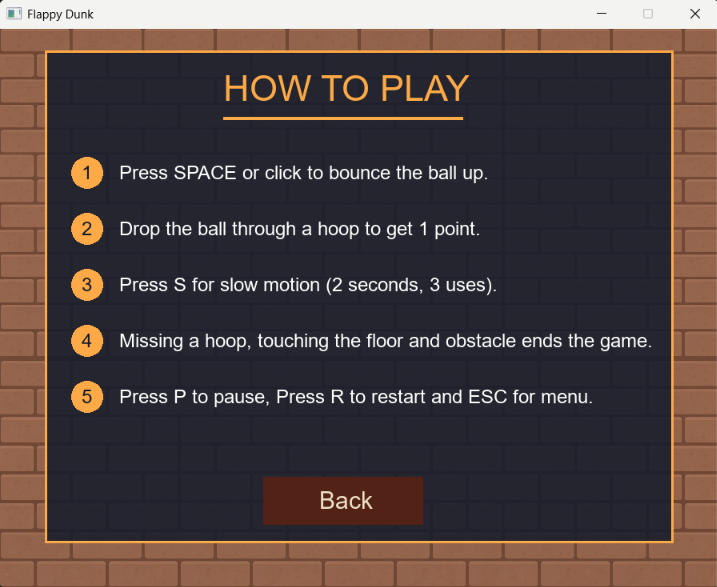 Flappy Dunk
HOW TO PLAY
1 Press SPACE or click to bounce the ball up.
2 Drop the ball through a hoop to get 1 point.
3 Press S for slow motion (2 seconds, 3 uses).
4 Missing a hoop, touching the floor and obstacle ends the game.
5 Press P to pause, Press R to restart and ESC for menu.
Back